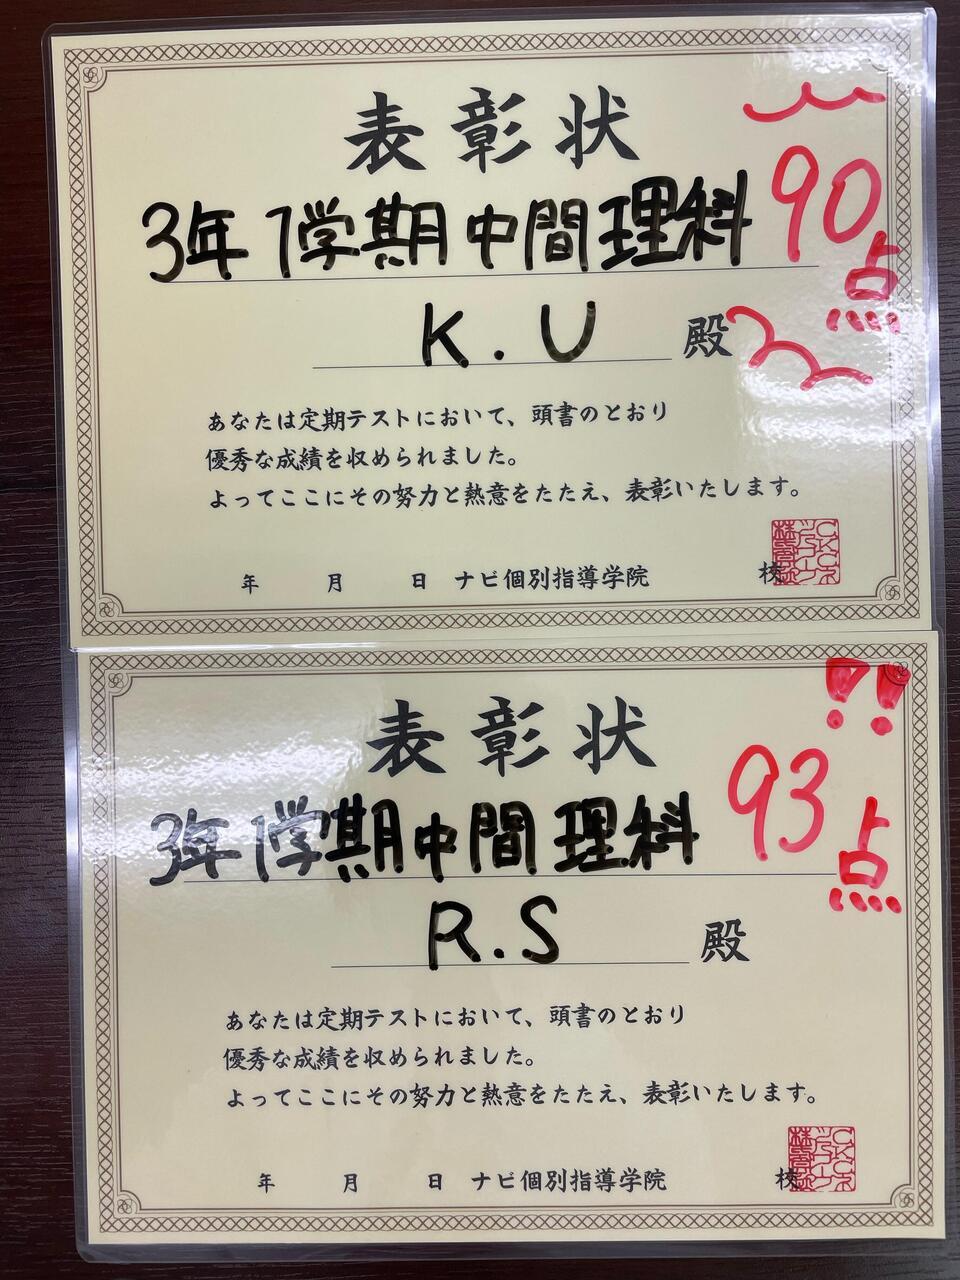 表彰状
3年 1学期中間理科 90点
K.U 殿
あなたは定期テストにおいて、頭書のとおり
優秀な成績を収められました。
よってここにその努力と熱意をたたえ、表彰いたします。
年 月 日 ナビ個別指導学院 校
表彰状
3年 1学期中間理科 93点!!
R.S 殿
あなたは定期テストにおいて、頭書のとおり
優秀な成績を収められました。
よってここにその努力と熱意をたたえ、表彰いたします。
年 月 日 ナビ個別指導学院 校